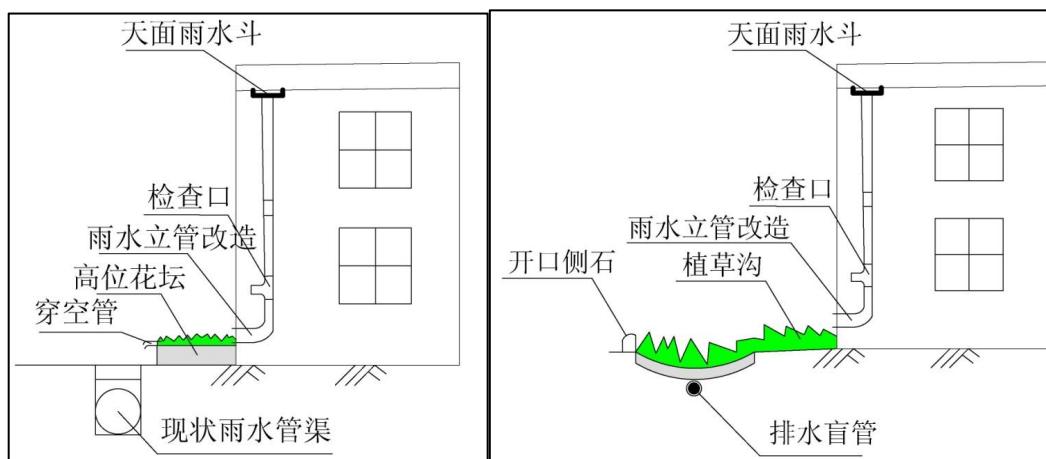 天面雨水斗
检查口
雨水立管改造
高位花坛
穿空管
现状雨水管渠
天面雨水斗
检查口
雨水立管改造
开口侧石
植草沟
排水盲管